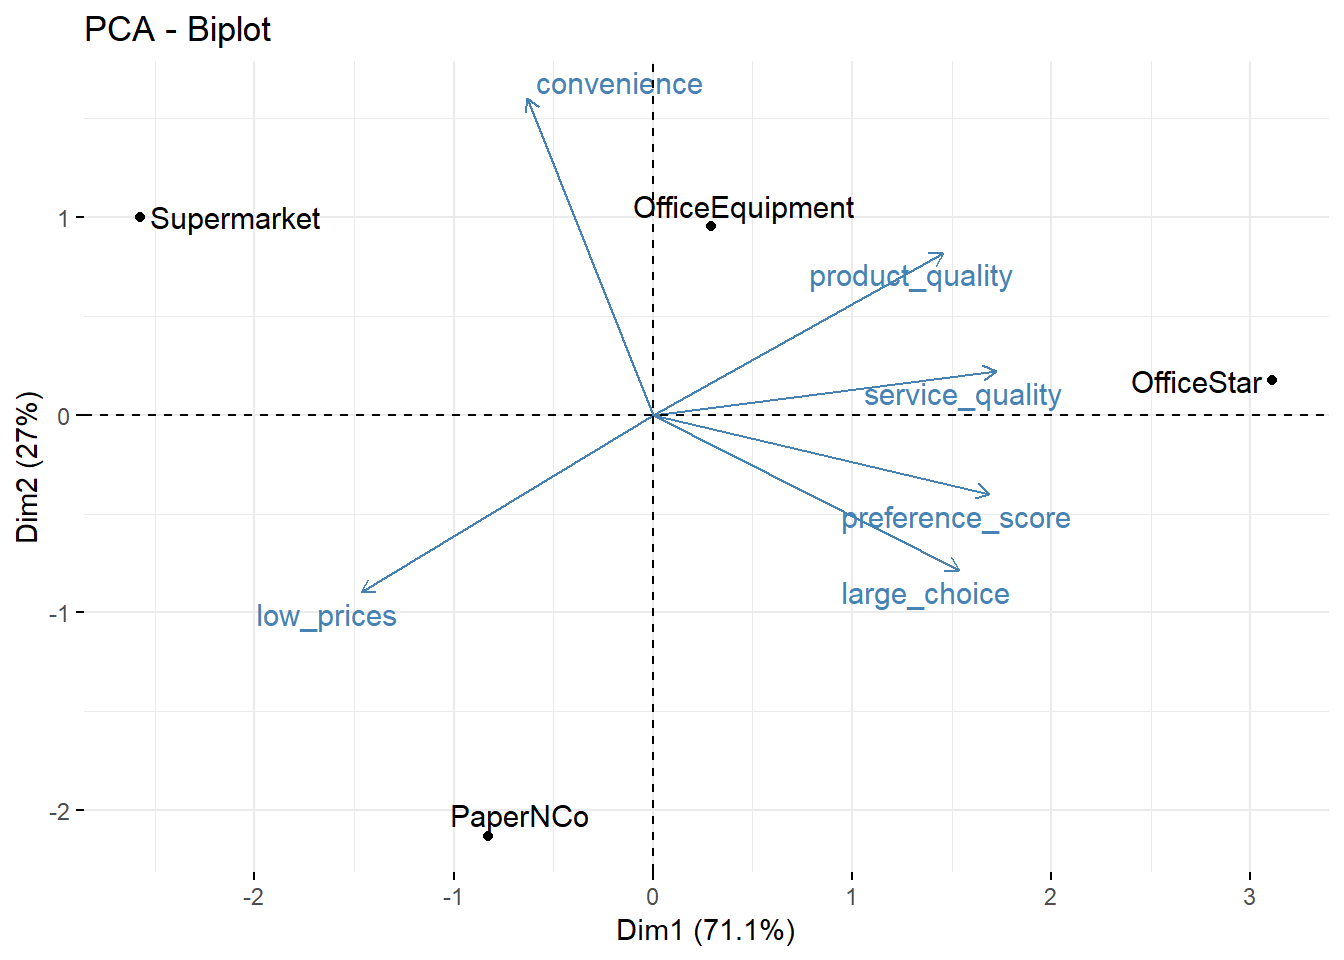 PCA - Biplot
convenience
Supermarket
OfficeEquipment
product_quality
OfficeStar
service_quality
preference_score
large_choice
low_prices
PaperNCo
1
0
-1
-2
Dim2 (27%)
-2
-1
0
1
2
3
Dim1 (71.1%)